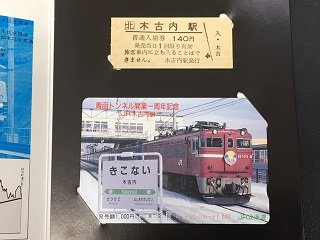 北 木古内駅
普通入場券 140円
発売当日1回限り有効
旅客車内に立ち入ることはで
きません。 木古内駅発行
入・木古
青函トンネル開業一周年記念
JR木古内駅
きこない
木古内
Kikonai
発売額1,000円
JR北海道